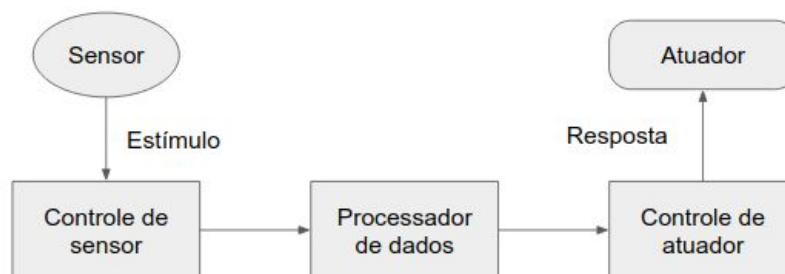 Sensor
Atuador
Estímulo
Resposta
Controle de
sensor
Processador
de dados
Controle de
atuador